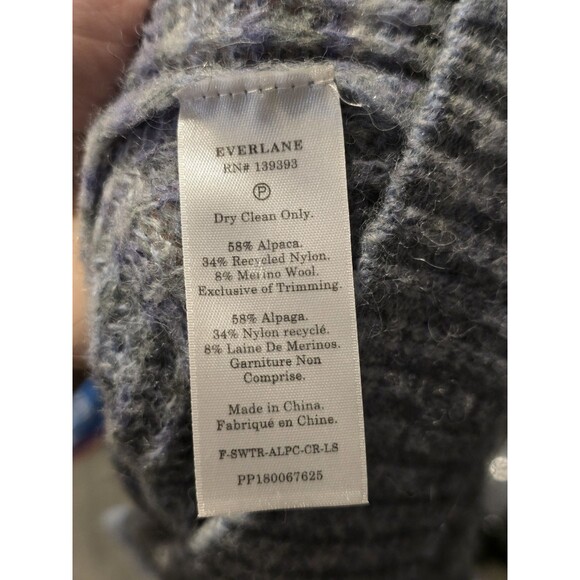 EVERLANE
RN# 139393
P
Dry Clean Only.
58% Alpaca.
34% Recycled Nylon.
8% Merino Wool.
Exclusive of Trimming.
58% Alpaga.
34% Nylon recyclé.
8% Laine De Merinos.
Garniture Non
Comprise.
Made in China.
Fabriqué en Chine.
F-SWTR-ALPC-CR-LS
PP180067625